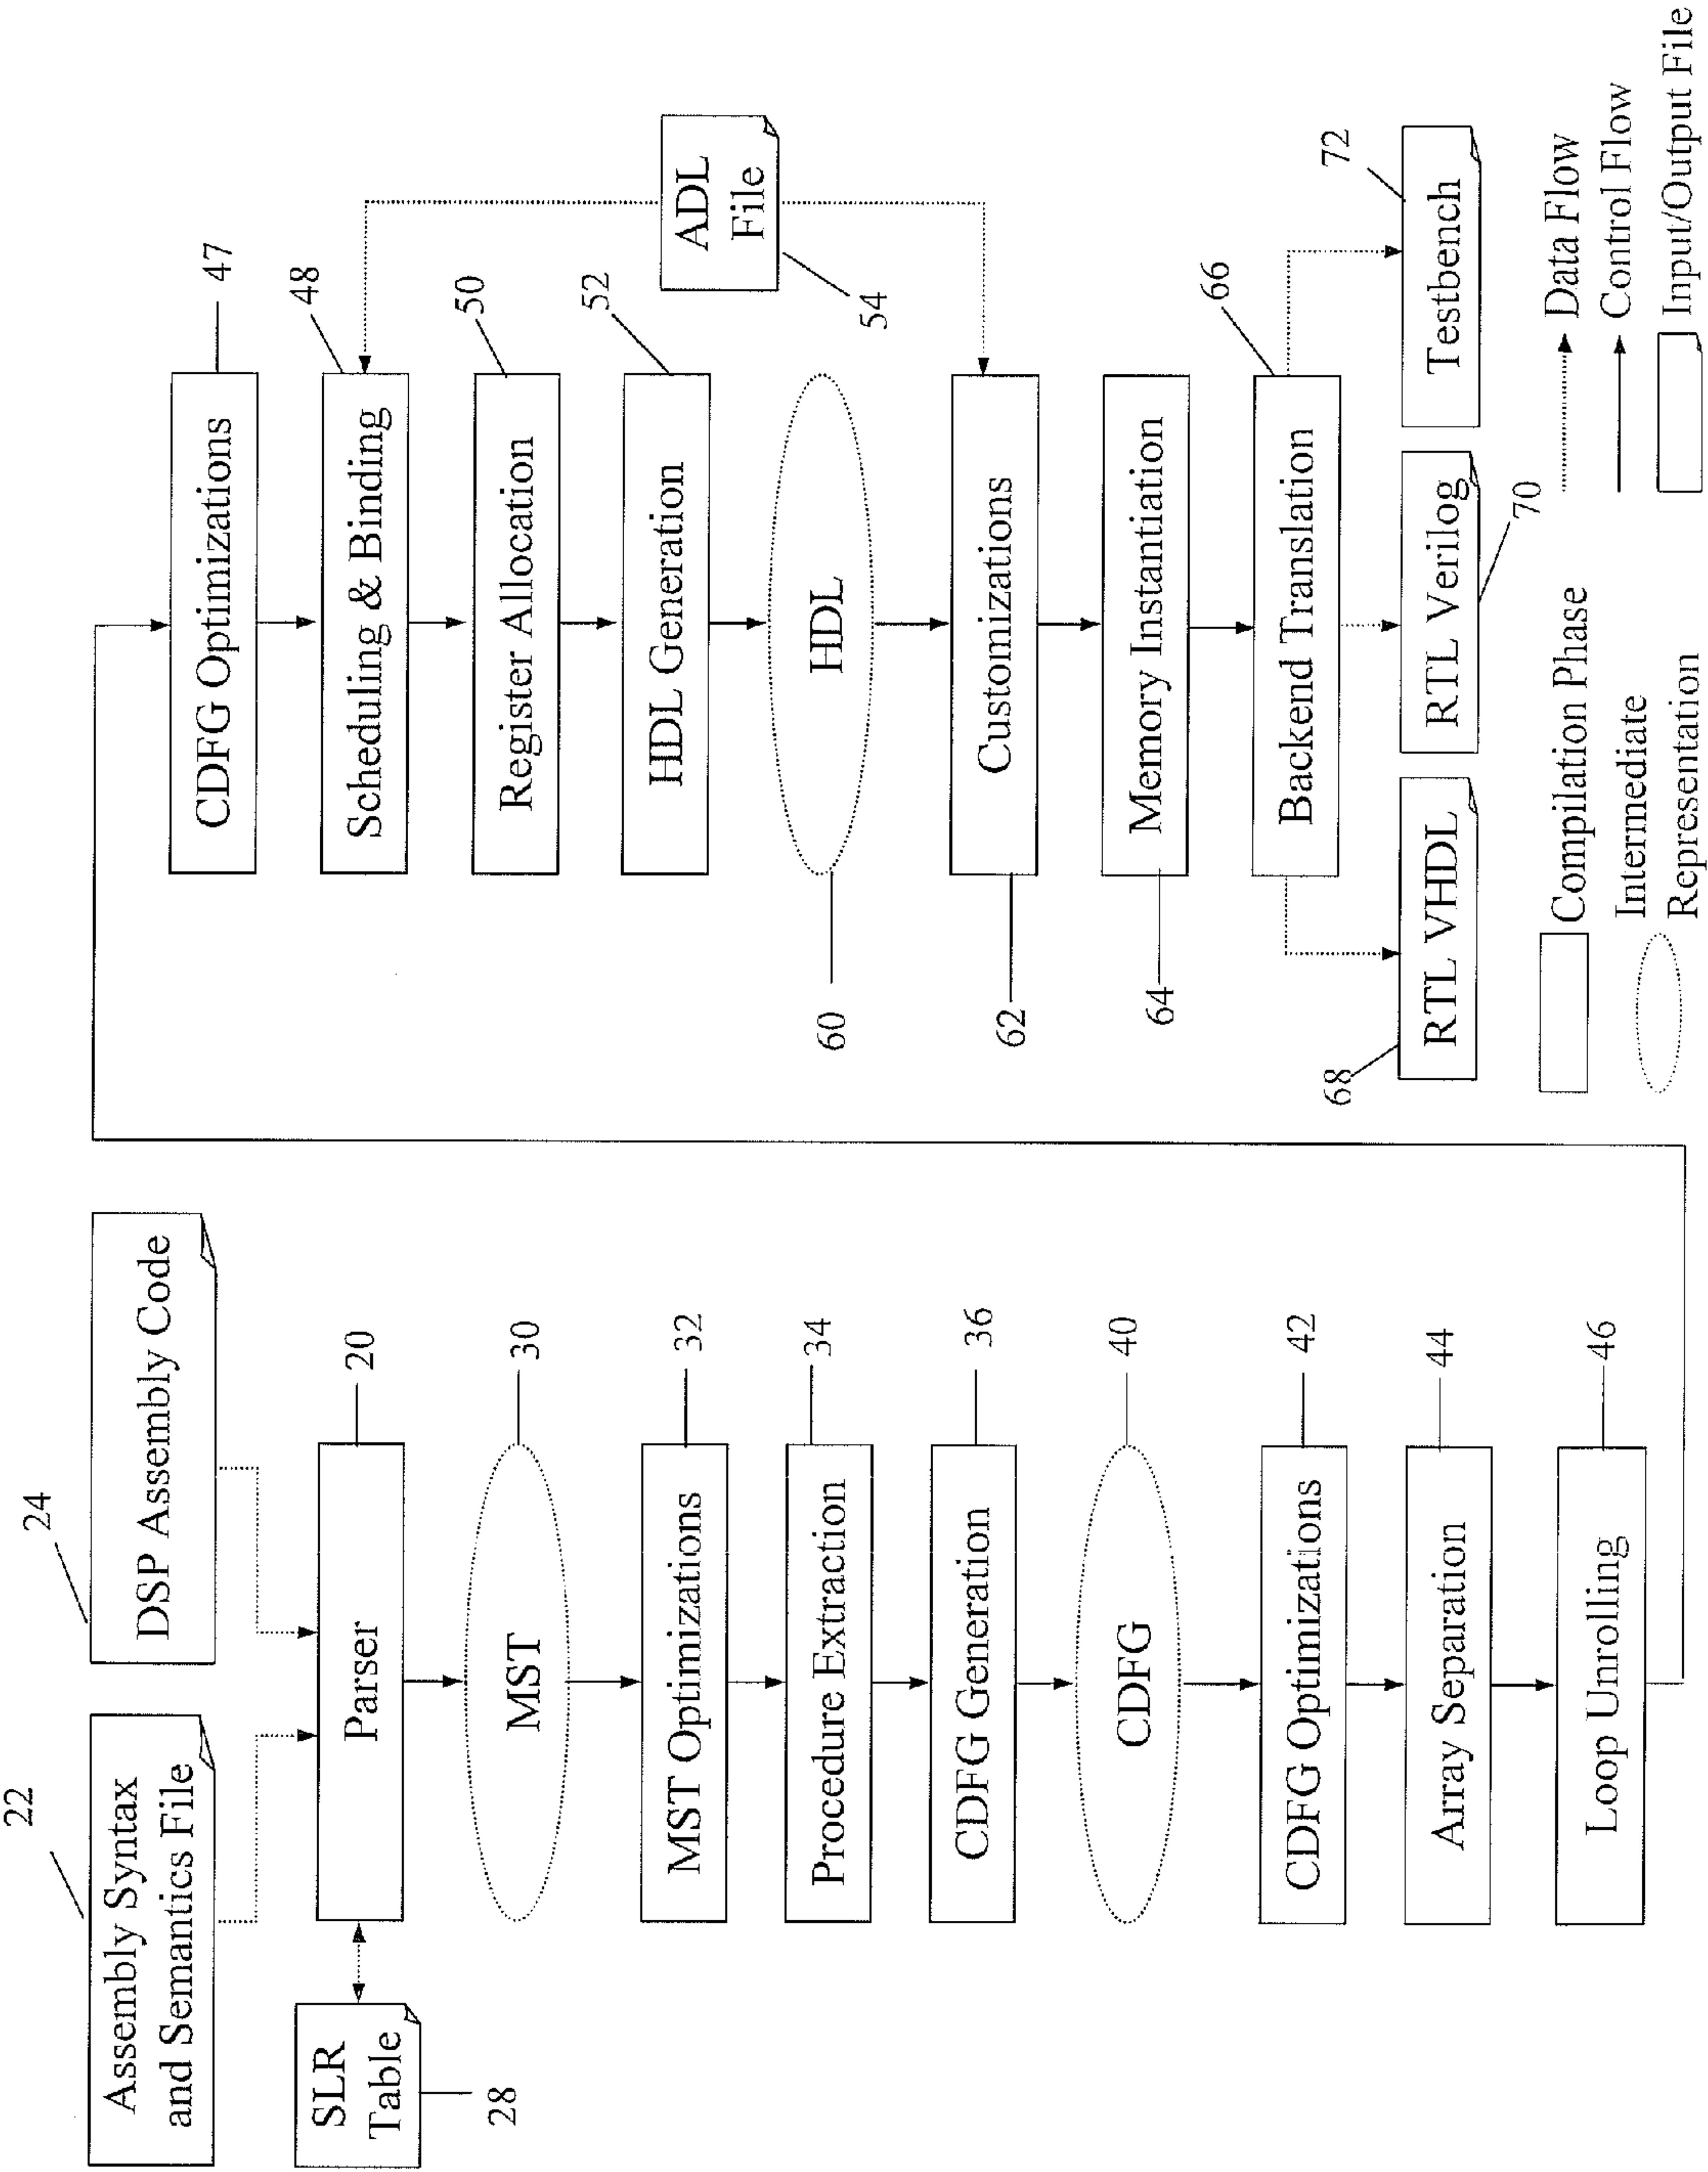 22
Assembly Syntax
and Semantics File
24
DSP Assembly Code
SLR
Table
28
Parser
20
MST
30
MST Optimizations
32
Procedure Extraction
34
CDFG Generation
36
CDFG
40
CDFG Optimizations
42
Array Separation
44
Loop Unrolling
46
CDFG Optimizations
47
Scheduling & Binding
48
Register Allocation
50
HDL Generation
52
ADL
File
54
HDL
60
Customizations
62
Memory Instantiation
64
Backend Translation
66
RTL VHDL
68
RTL Verilog
70
Testbench
72
Compilation Phase
Intermediate
Representation
Data Flow
Control Flow
Input/Output File